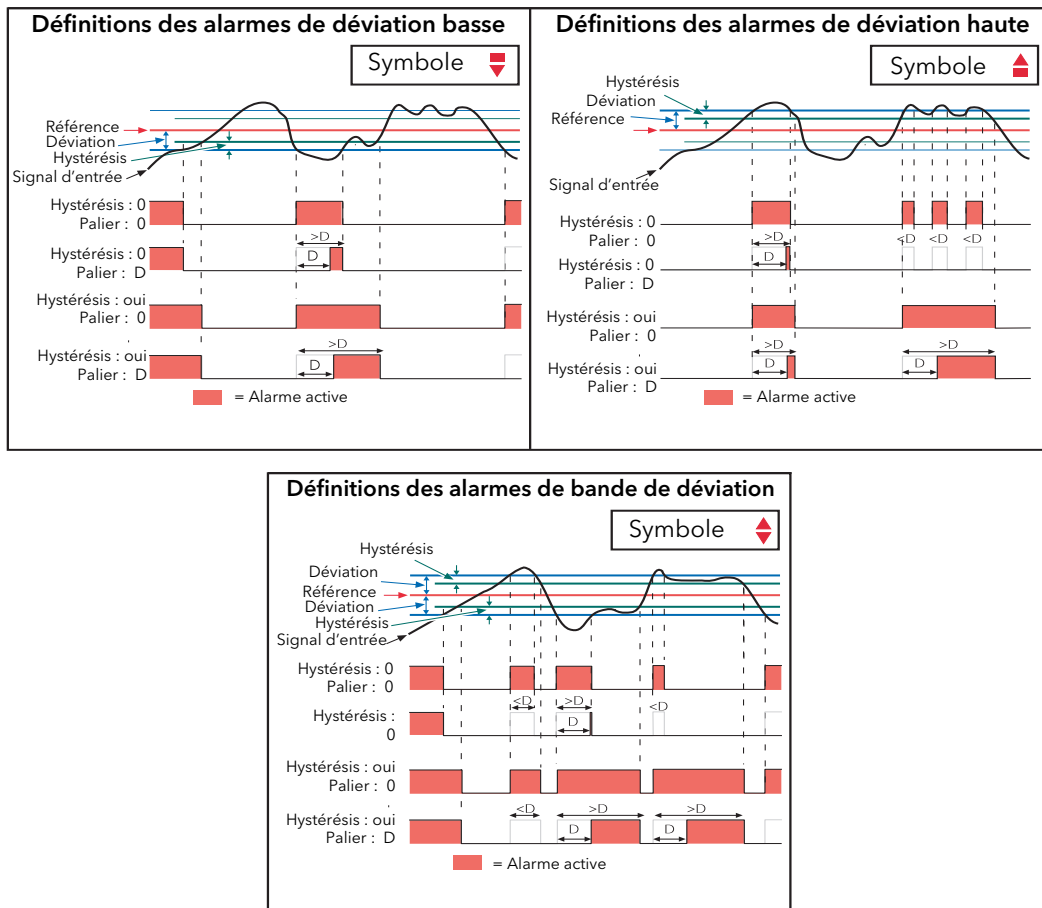 Définitions des alarmes de déviation basse
Symbole
Référence
Déviation
Hystérésis
Signal d'entrée
Hystérésis : 0
Palier : 0
>D
Hystérésis : 0
D
Palier : D
Hystérésis : oui
Palier : 0
>D
Hystérésis : oui
D
Palier : D
= Alarme active
Définitions des alarmes de déviation haute
Symbole
Hystérésis
Déviation
Référence
Signal d'entrée
Hystérésis : 0
Palier : 0
>D
<D
<D
<D
Hystérésis : 0
D
Palier : D
Hystérésis : oui
Palier : 0
>D
>D
Hystérésis : oui
D
D
Palier : D
= Alarme active
Définitions des alarmes de bande de déviation
Symbole
Hystérésis
Déviation
Référence
Déviation
Hystérésis
Signal d'entrée
Hystérésis : 0
Palier : 0
<D
>D
<D
Hystérésis :
D
0
Hystérésis : oui
Palier : 0
<D
>D
>D
Hystérésis : oui
D
D
Palier : D
= Alarme active